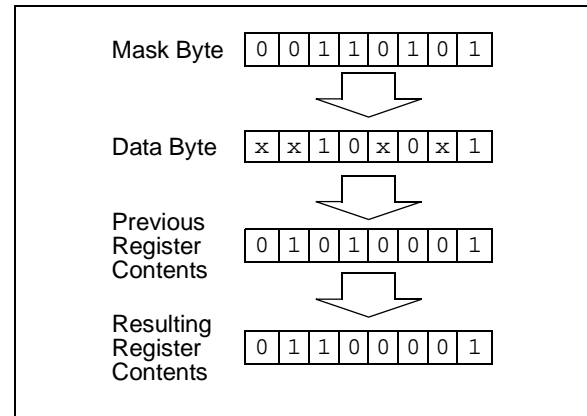 Mask Byte 0 0 1 1 0 1 0 1
Data Byte x x 1 0 x 0 x 1
Previous
Register
Contents
0 1 0 1 0 0 0 1
Resulting
Register
Contents
0 1 1 0 0 0 0 1